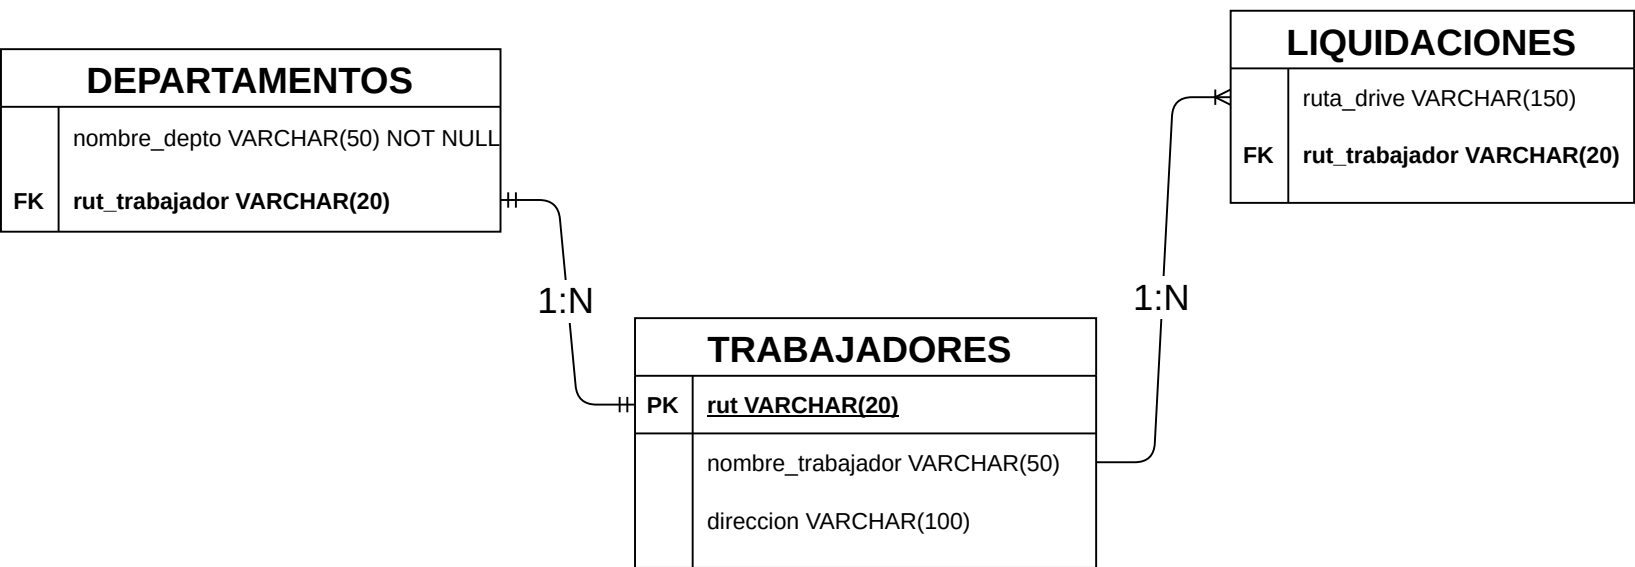 DEPARTAMENTOS
nombre_depto VARCHAR(50) NOT NULL
FK rut_trabajador VARCHAR(20)
1:N
TRABAJADORES
PK rut VARCHAR(20)
nombre_trabajador VARCHAR(50)
direccion VARCHAR(100)
1:N
LIQUIDACIONES
ruta_drive VARCHAR(150)
FK rut_trabajador VARCHAR(20)